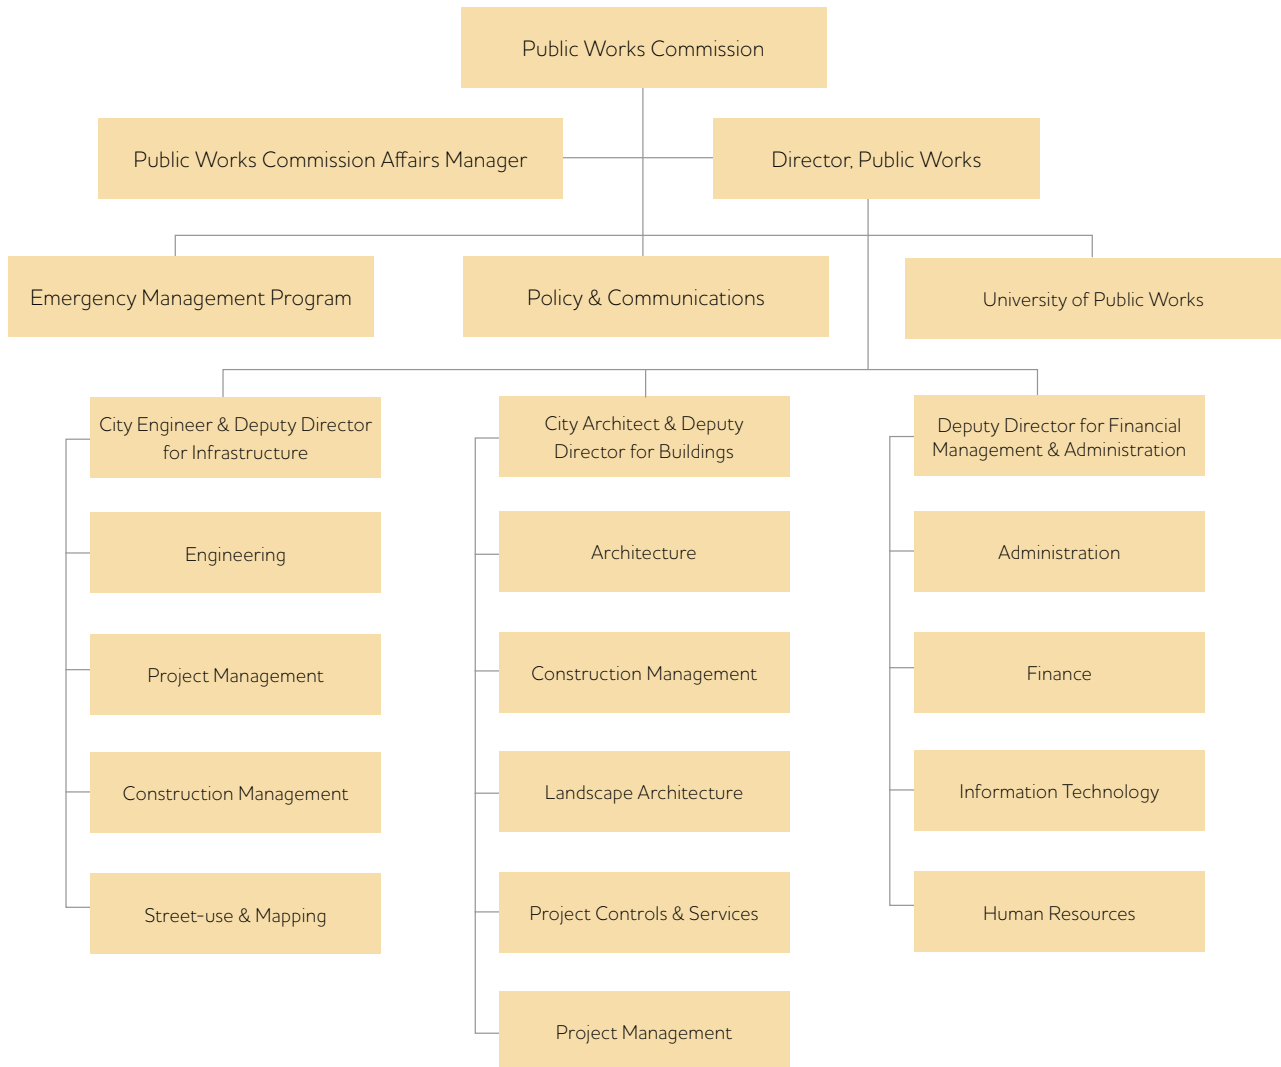 Public Works Commission
Public Works Commission Affairs Manager
Director, Public Works
Emergency Management Program
Policy & Communications
University of Public Works
City Engineer & Deputy Director
for Infrastructure
Engineering
Project Management
Construction Management
Street-use & Mapping
City Architect & Deputy
Director for Buildings
Architecture
Construction Management
Landscape Architecture
Project Controls & Services
Project Management
Deputy Director for Financial
Management & Administration
Administration
Finance
Information Technology
Human Resources